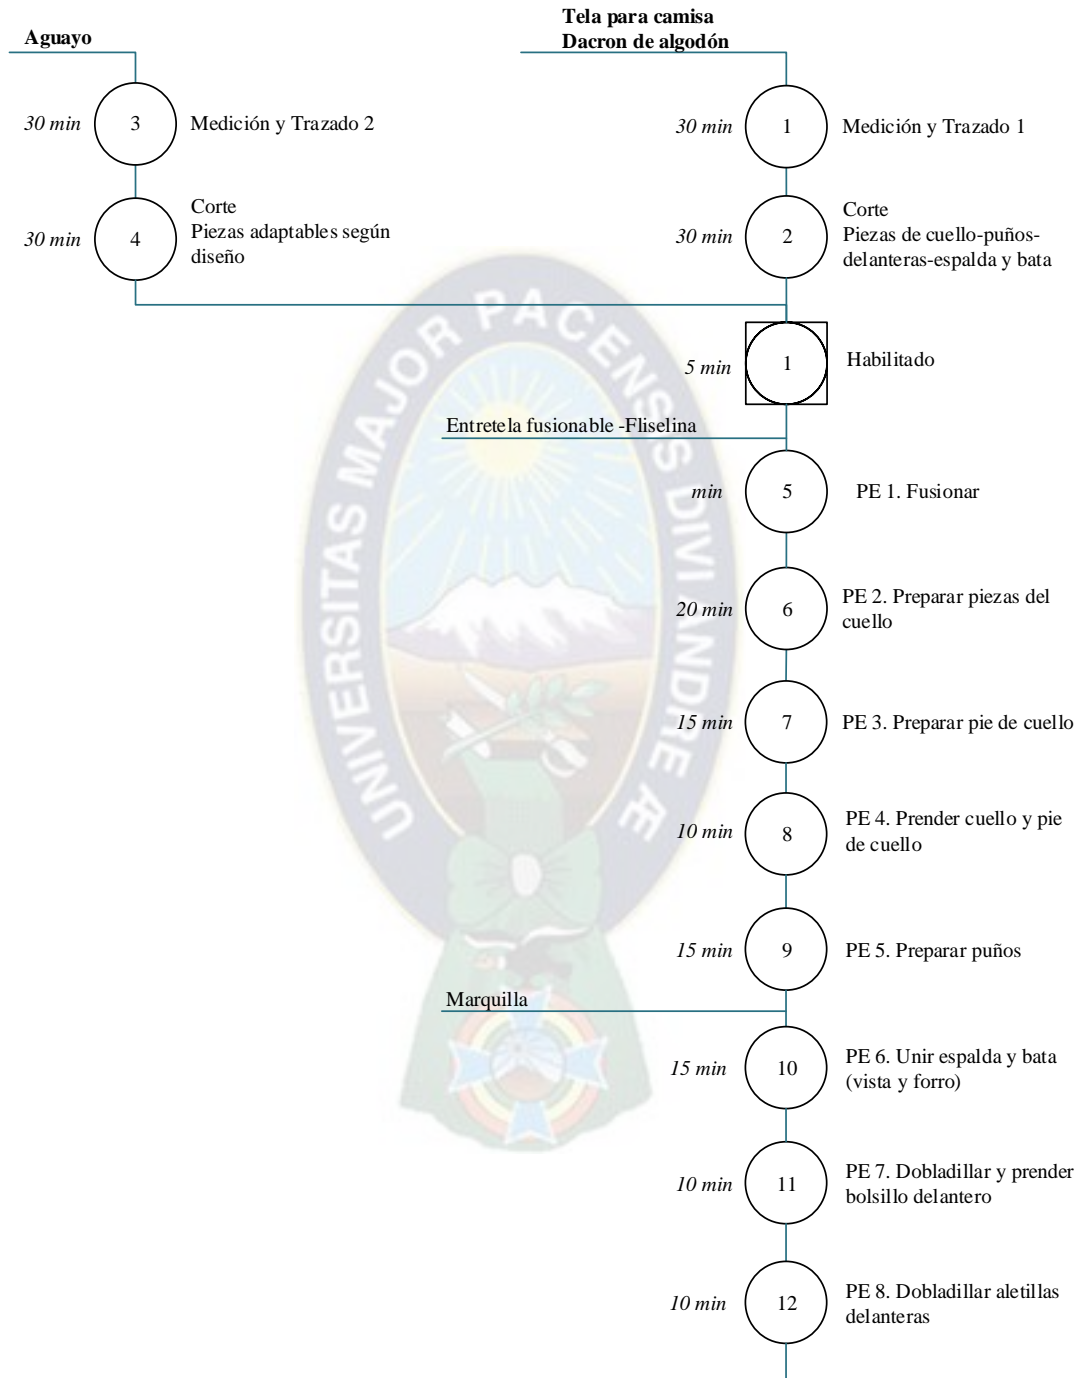 Aguayo
Tela para camisa
Dacron de algodón
30 min
3
Medición y Trazado 2
30 min
1
Medición y Trazado 1
30 min
4
Corte
Piezas adaptables según
diseño
30 min
2
Corte
Piezas de cuello-puños-
delanteras-espalda y bata
5 min
1
Habilitado
Entretela fusionable -Fliselina
min
5
PE 1. Fusionar
20 min
6
PE 2. Preparar piezas del
cuello
15 min
7
PE 3. Preparar pie de cuello
10 min
8
PE 4. Prender cuello y pie
de cuello
15 min
9
PE 5. Preparar puños
Marquilla
15 min
10
PE 6. Unir espalda y bata
(vista y forro)
10 min
11
PE 7. Dobladillar y prender
bolsillo delantero
10 min
12
PE 8. Dobladillar aletillas
delanteras
UNIVERSITAS MAJOR PACENSIS DIVI ANDRE Æ